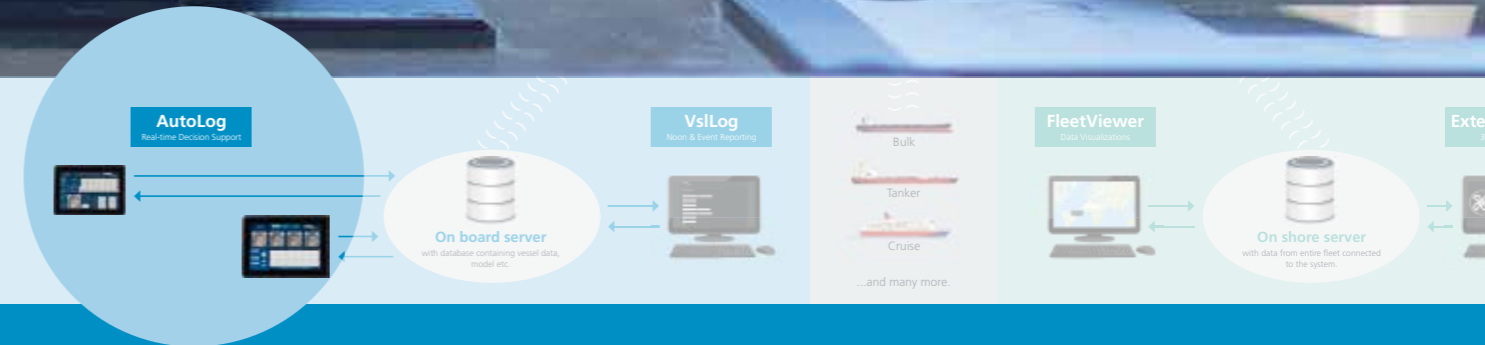 AutoLog
Real-time Decision Support
On board server
with database containing vessel data,
model etc.
VslLog
Noon & Event Reporting
Bulk
Tanker
Cruise
...and many more.
FleetViewer
Data Visualizations
On shore server
with data from entire fleet connected
to the system.
Exte